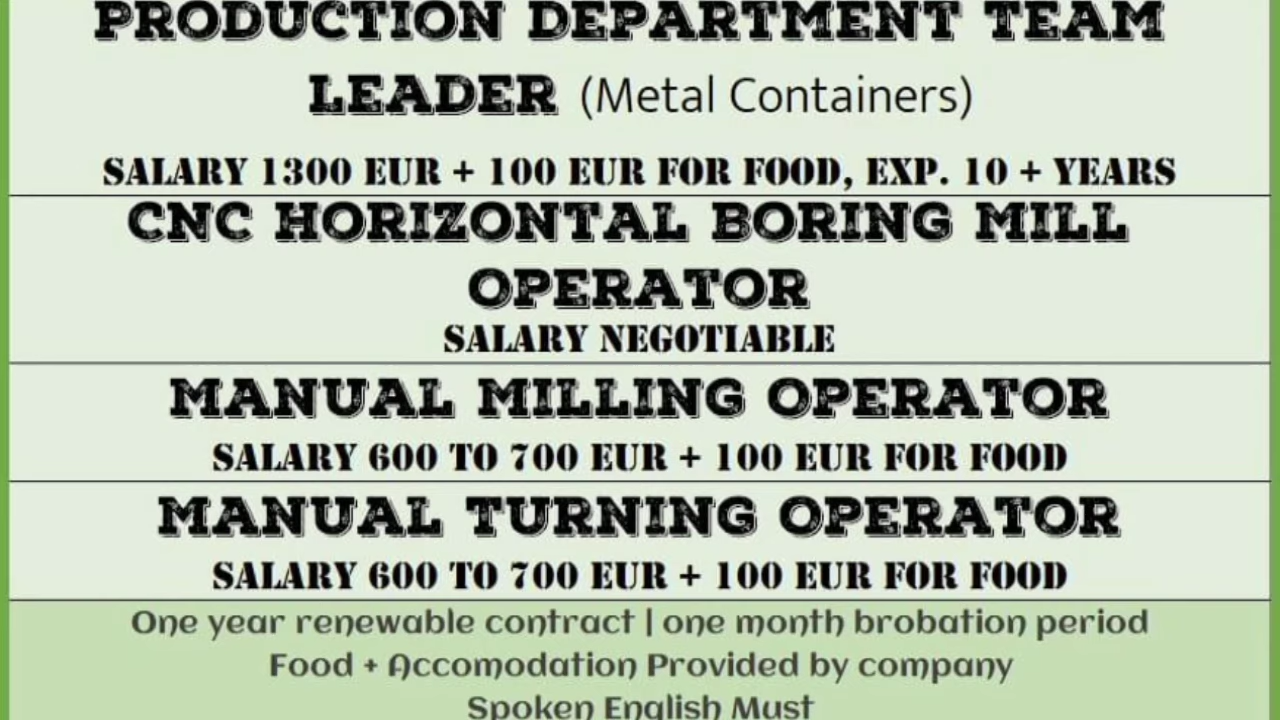 PRODUCTION DEPARTMENT TEAM
LEADER (Metal Containers)
SALARY 1300 EUR + 100 EUR FOR FOOD, EXP. 10 + YEARS
CNC HORIZONTAL BORING MILL
OPERATOR
SALARY NEGOTIABLE
MANUAL MILLING OPERATOR
SALARY 600 TO 700 EUR + 100 EUR FOR FOOD
MANUAL TURNING OPERATOR
SALARY 600 TO 700 EUR + 100 EUR FOR FOOD
One year renewable contract | one month brobation period
Food + Accomodation Provided by company
Spoken English Must